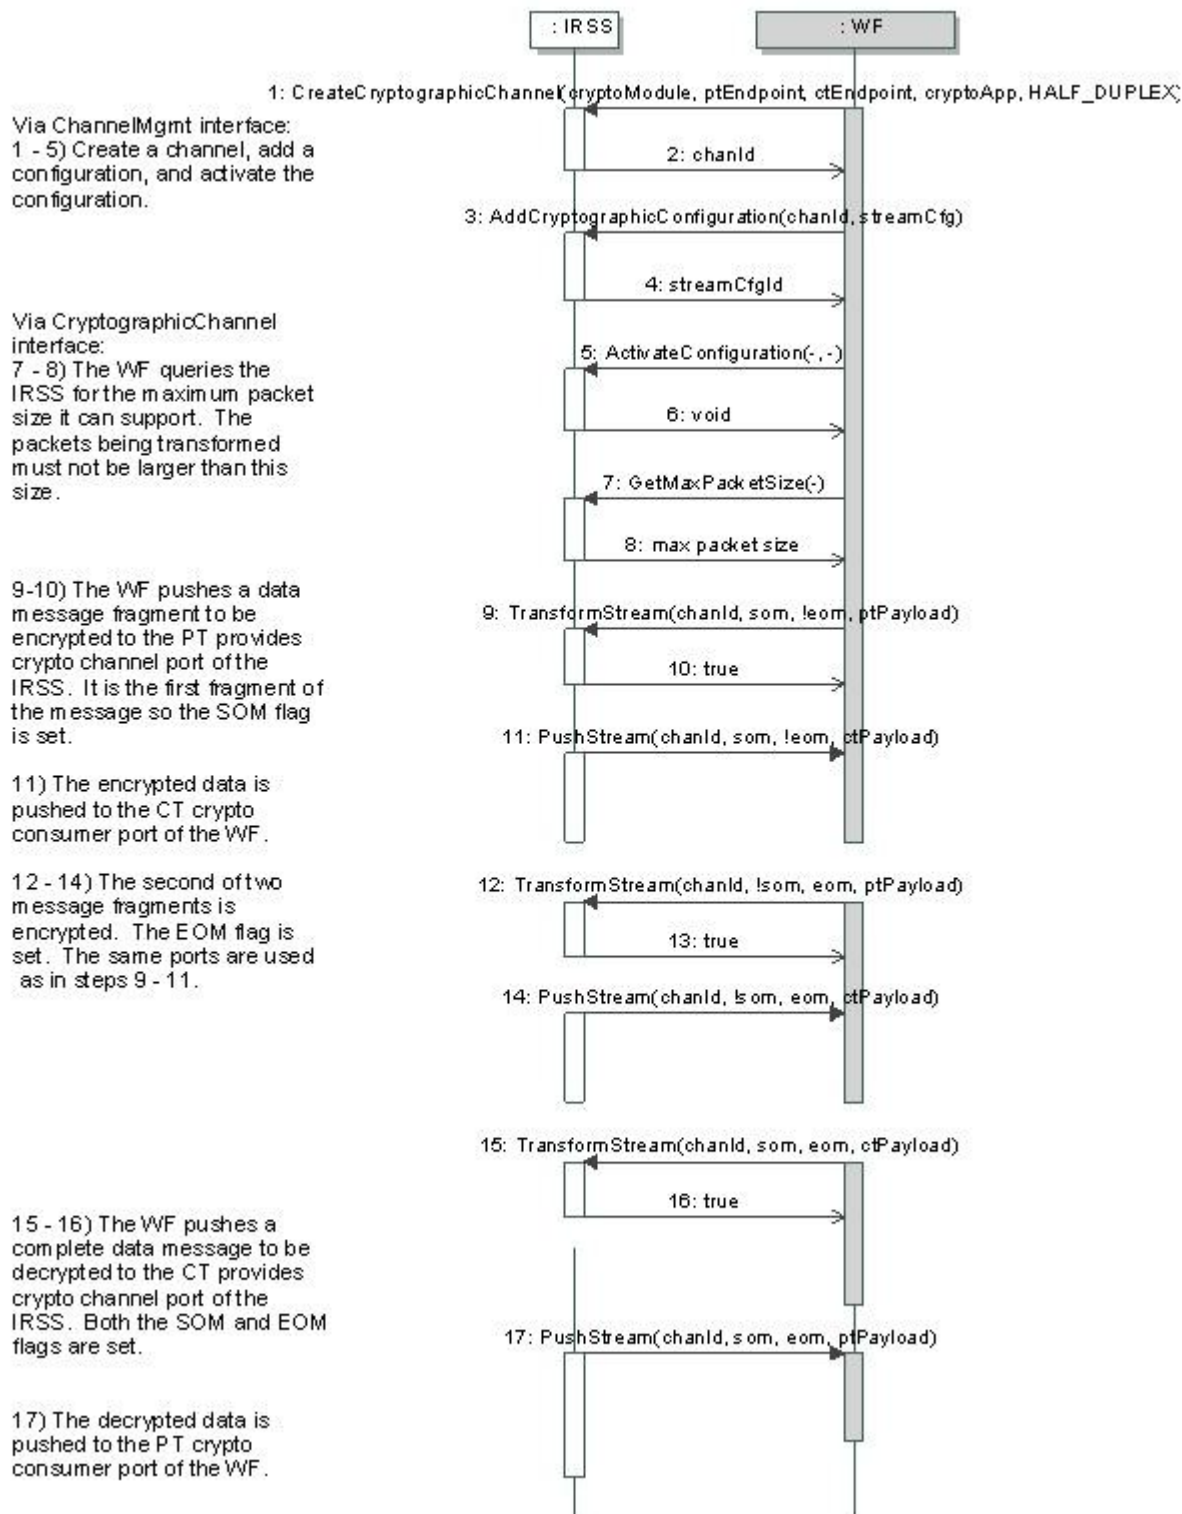 : IRSS
: WF
1: CreateCryptographicChannel(cryptoModule, ptEndpoint, ctEndpoint, cryptoApp, HALF_DUPLEX)
Via ChannelMgmt interface:
1 - 5) Create a channel, add a
configuration, and activate the
configuration.
2: chanId
3: AddCryptographicConfiguration(chanId, streamCfg)
4: streamCfgId
Via CryptographicChannel
interface:
7 - 8) The WF queries the
IRSS for the maximum packet
size it can support. The
packets being transformed
must not be larger than this
size.
5: ActivateConfiguration(-,-)
6: void
7: GetMaxPacketSize(-)
8: max packet size
9-10) The WF pushes a data
message fragment to be
encrypted to the PT provides
crypto channel port of the
IRSS. It is the first fragment of
the message so the SOM flag
is set.
9: TransformStream(chanId, som, !eom, ptPayload)
10: true
11: PushStream(chanId, som, !eom, ctPayload)
11) The encrypted data is
pushed to the CT crypto
consumer port of the WF.
12 - 14) The second of two
message fragments is
encrypted. The EOM flag is
set. The same ports are used
as in steps 9 - 11.
12: TransformStream(chanId, !som, eom, ptPayload)
13: true
14: PushStream(chanId, !som, eom, ctPayload)
15: TransformStream(chanId, som, eom, ctPayload)
16: true
15 - 16) The WF pushes a
complete data message to be
decrypted to the CT provides
crypto channel port of the
IRSS. Both the SOM and EOM
flags are set.
17: PushStream(chanId, som, eom, ptPayload)
17) The decrypted data is
pushed to the PT crypto
consumer port of the WF.